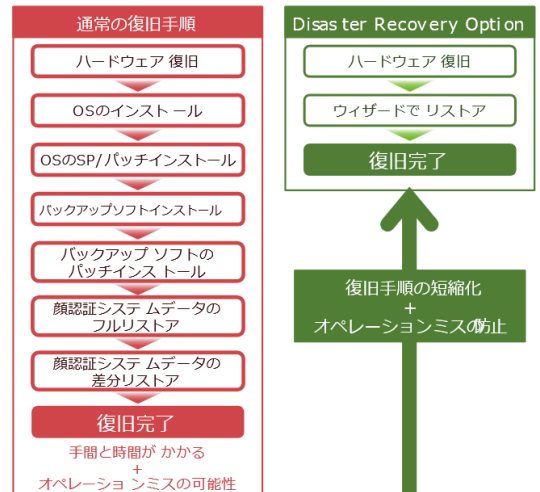 通常の復旧手順
ハードウェア 復旧
OSのインストール
OSのSP/パッチインストール
バックアップソフトインストール
バックアップ ソフトの
パッチインストール
顔認証システムデータの
フルリストア
顔認証システムデータの
差分リストア
復旧完了
手間と時間が かかる
+
オペレーションミスの可能性
Disaster Recovery Option
ハードウェア 復旧
ウィザードで リストア
復旧完了
復旧手順の短縮化
+
オペレーションミスの防止